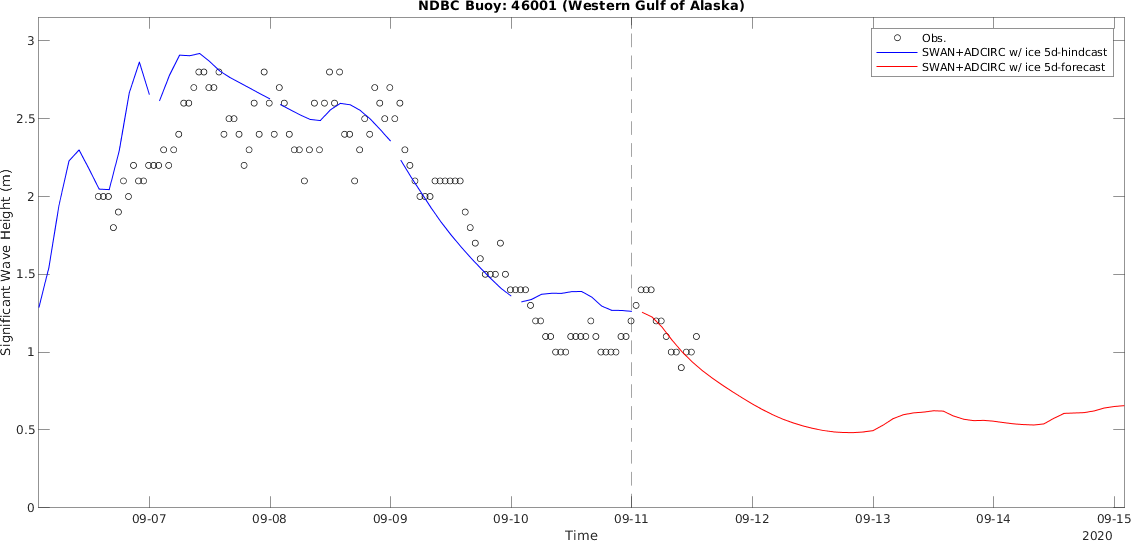 NDBC Buoy: 46001 (Western Gulf of Alaska)
Obs.
SWAN+ADCIRC w/ ice 5d-hindcast
SWAN+ADCIRC w/ ice 5d-forecast
Significant Wave Height (m)
3
2.5
2
1.5
1
0.5
0
09-07 09-08 09-09 09-10 09-11 09-12 09-13 09-14 09-15
Time
2020